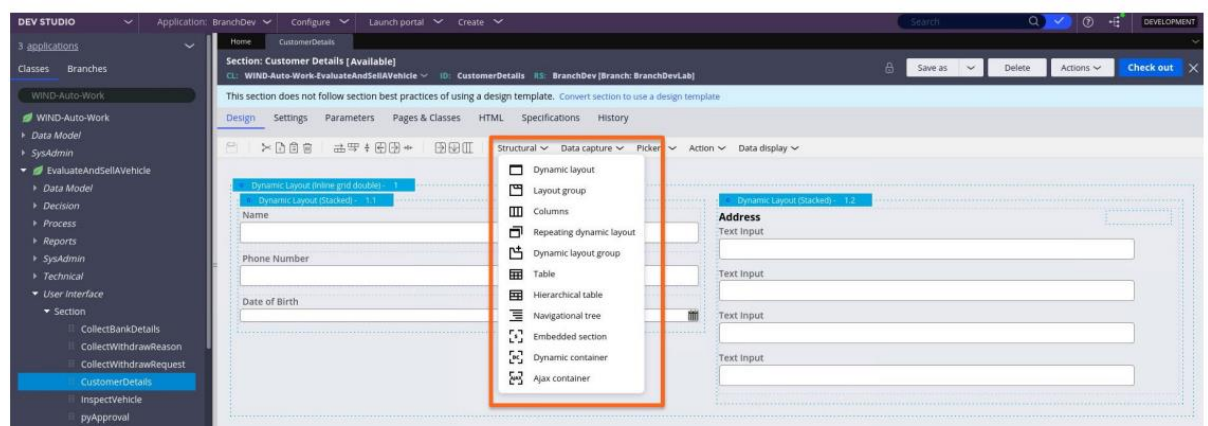 DEV STUDIO
Application: BranchDev
Configure
Launch portal
Create
Search
DEVELOPMENT
3 applications
Classes Branches
WIND-Auto-Work
WIND-Auto-Work
Data Model
SysAdmin
EvaluateAndSellAVehicle
Data Model
Decision
Process
Reports
SysAdmin
Technical
User Interface
Section
CollectBankDetails
CollectWithdrawReason
CollectWithdrawRequest
CustomerDetails
InspectVehicle
pyApproval
Home CustomerDetails
Section: Customer Details [Available]
CL: WIND-Auto-Work-EvaluateAndSellAVehicle ID: CustomerDetails RS: BranchDev [Branch: BranchDevLab]
Save as Delete Actions Check out
This section does not follow section best practices of using a design template. Convert section to use a design template
Design Settings Parameters Pages & Classes HTML Specifications History
Structural Data capture Picker Action Data display
Dynamic layout
Layout group
Columns
Repeating dynamic layout
Dynamic layout group
Table
Hierarchical table
Navigational tree
Embedded section
Dynamic container
Ajax container
AJAX
Dynamic Layout (Inline grid double) - 1
Dynamic Layout (Stacked) - 1.1
Name
Phone Number
Date of Birth
Dynamic Layout (Stacked) - 1.2
Address
Text Input
Text Input
Text Input
Text Input